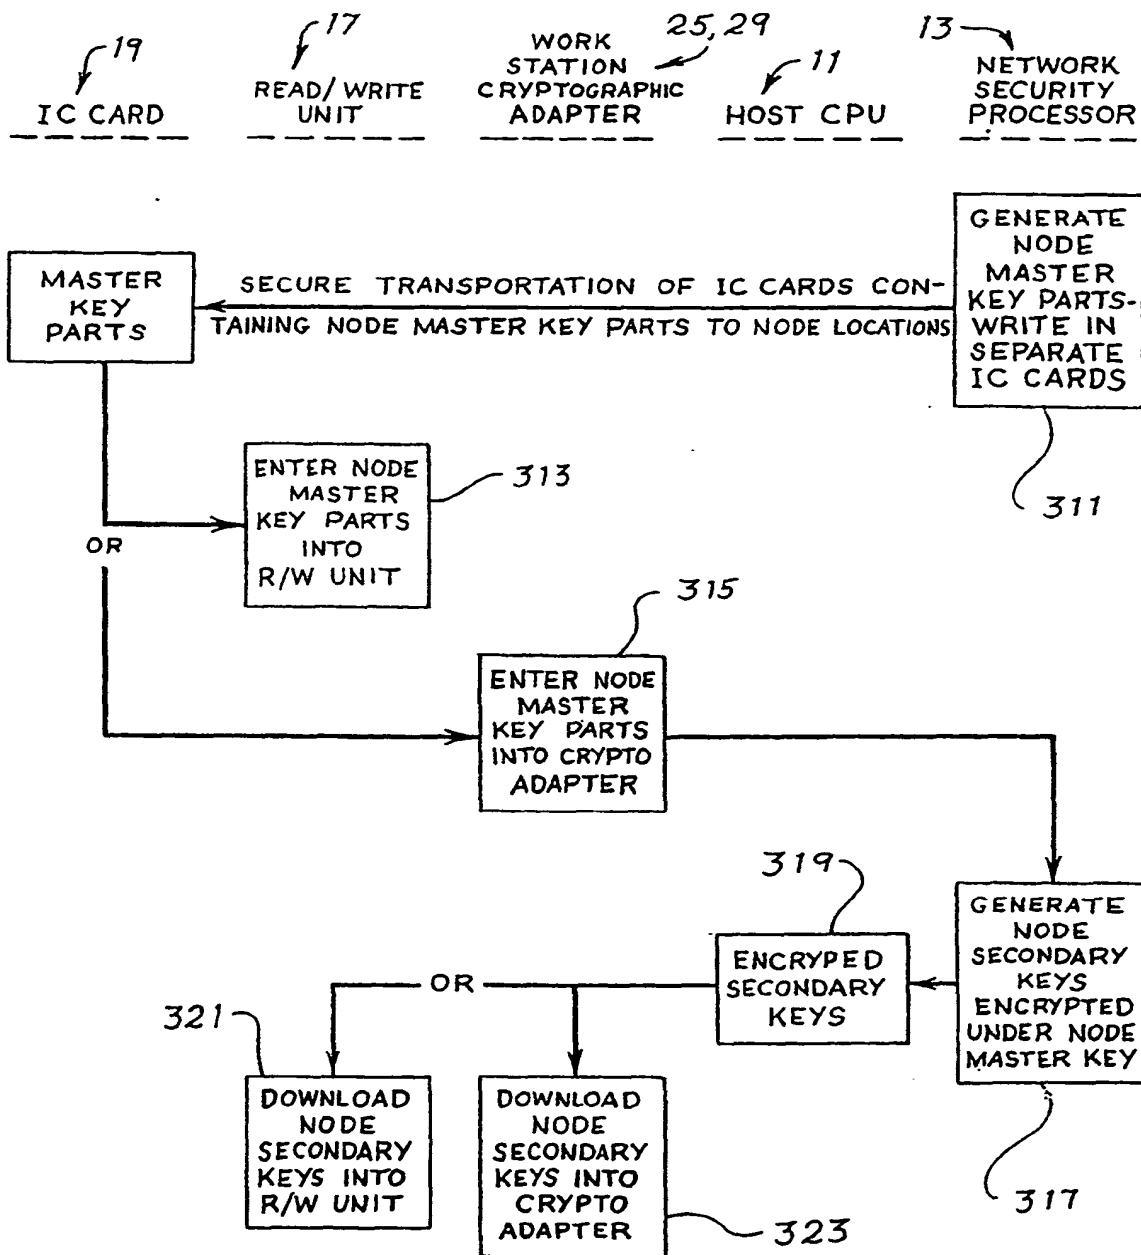 19
IC CARD
17
READ/WRITE
UNIT
25,29
WORK
STATION
CRYPTOGRAPHIC
ADAPTER
11
HOST CPU
13
NETWORK
SECURITY
PROCESSOR
GENERATE
NODE
MASTER
KEY PARTS-
WRITE IN
SEPARATE
IC CARDS
311
SECURE TRANSPORTATION OF IC CARDS CON-
TAINING NODE MASTER KEY PARTS TO NODE LOCATIONS
MASTER
KEY
PARTS
OR
ENTER NODE
MASTER
KEY PARTS
INTO
R/W UNIT
313
ENTER NODE
MASTER
KEY PARTS
INTO CRYPTO
ADAPTER
315
GENERATE
NODE
SECONDARY
KEYS
ENCRYPTED
UNDER NODE
MASTER KEY
317
ENCRYPED
SECONDARY
KEYS
319
OR
321
DOWNLOAD
NODE
SECONDARY
KEYS INTO
R/W UNIT
DOWNLOAD
NODE
SECONDARY
KEYS INTO
CRYPTO
ADAPTER
323